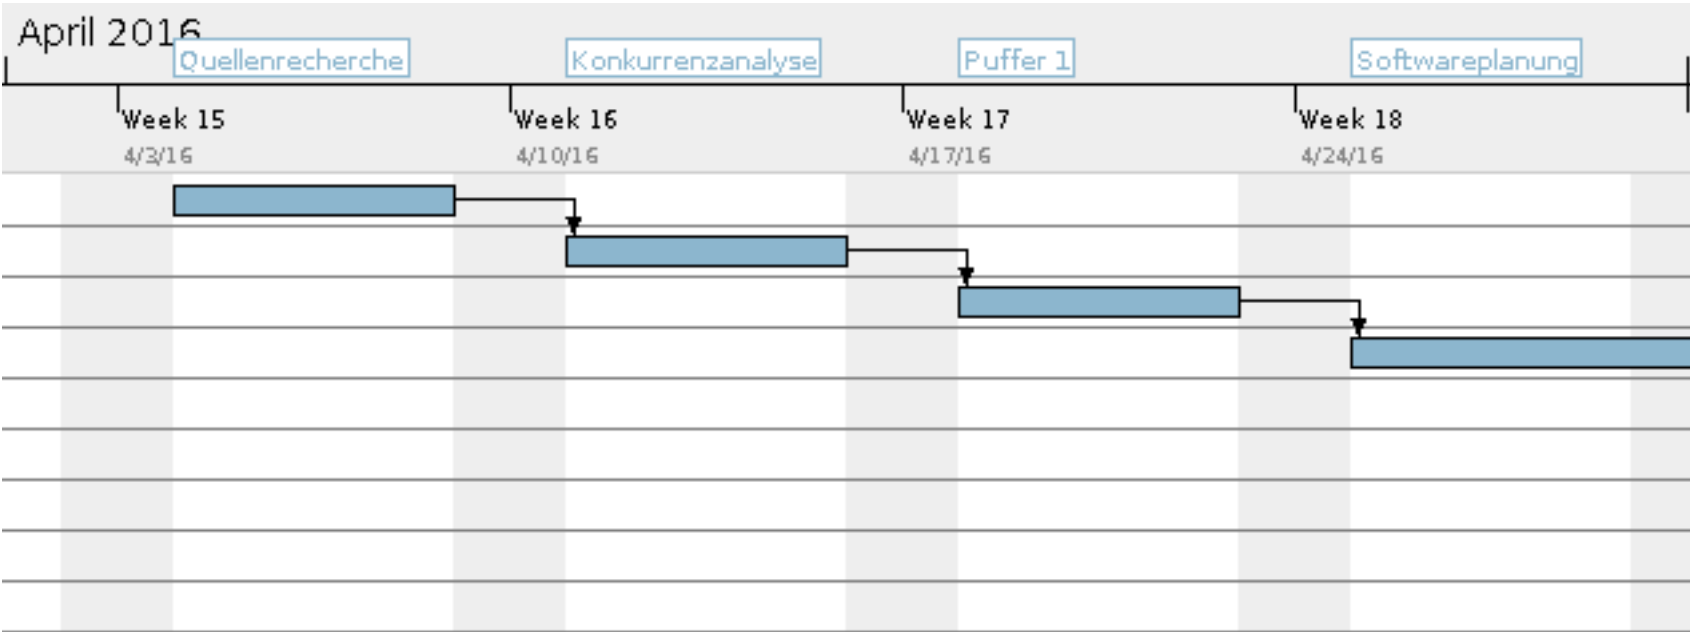 April 2016
Quellenrecherche Konkurrenzanalyse Puffer 1 Softwareplanung
Week 15 Week 16 Week 17 Week 18
4/3/16 4/10/16 4/17/16 4/24/16